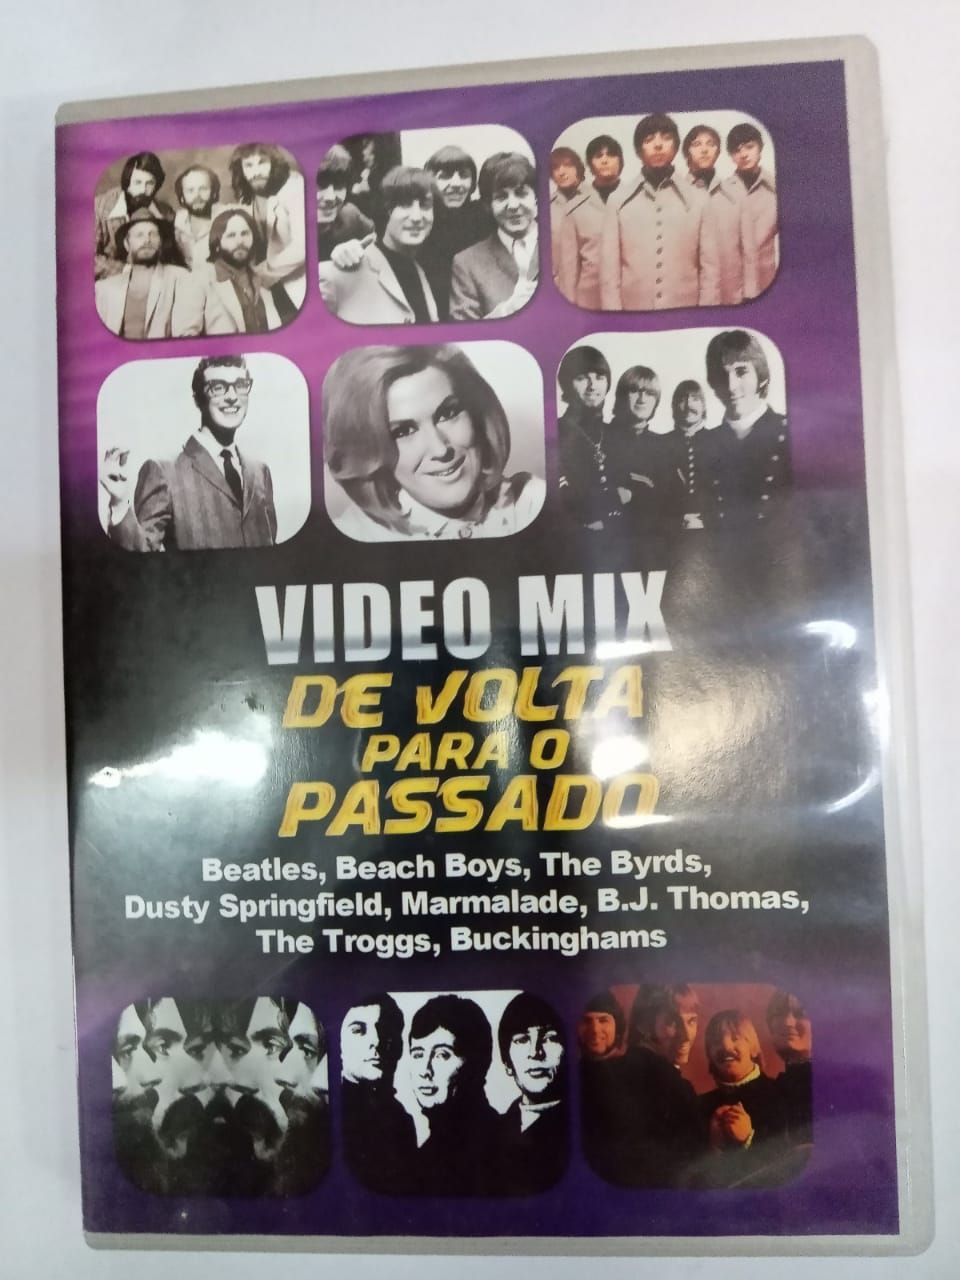 VIDEO MIX
DE VOLTA
PARA O
PASSADO
Beatles, Beach Boys, The Byrds,
Dusty Springfield, Marmalade, B.J. Thomas,
The Troggs, Buckinghams